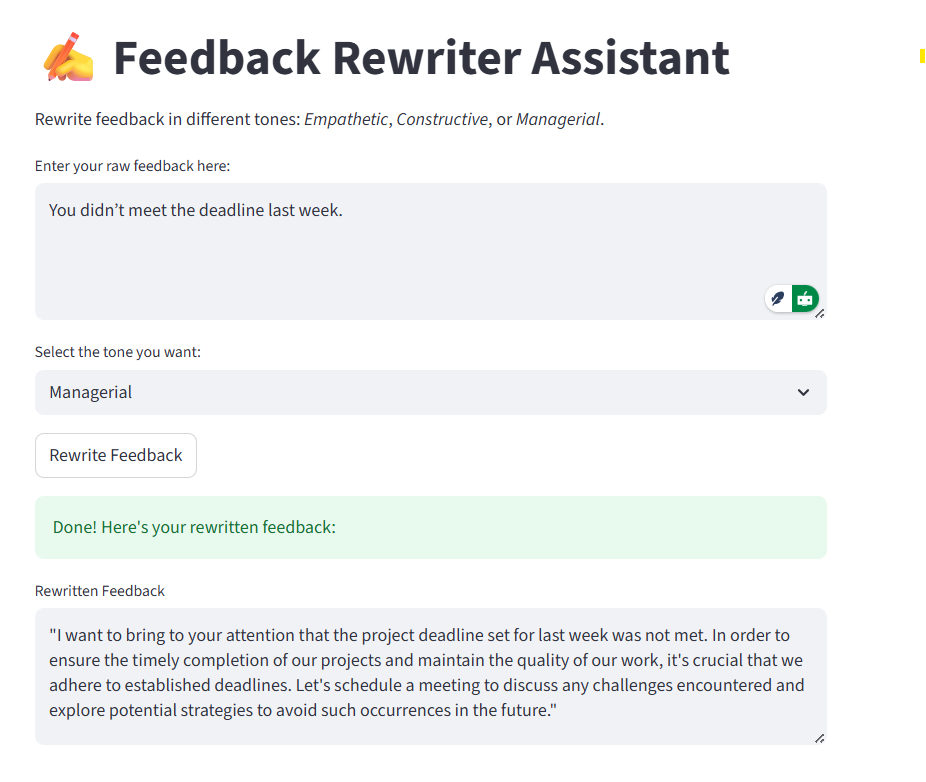 Feedback Rewriter Assistant
Rewrite feedback in different tones: Empathetic, Constructive, or Managerial.
Enter your raw feedback here:
You didn’t meet the deadline last week.
Select the tone you want:
Managerial
Rewrite Feedback
Done! Here's your rewritten feedback:
Rewritten Feedback
"I want to bring to your attention that the project deadline set for last week was not met. In order to
ensure the timely completion of our projects and maintain the quality of our work, it's crucial that we
adhere to established deadlines. Let's schedule a meeting to discuss any challenges encountered and
explore potential strategies to avoid such occurrences in the future."